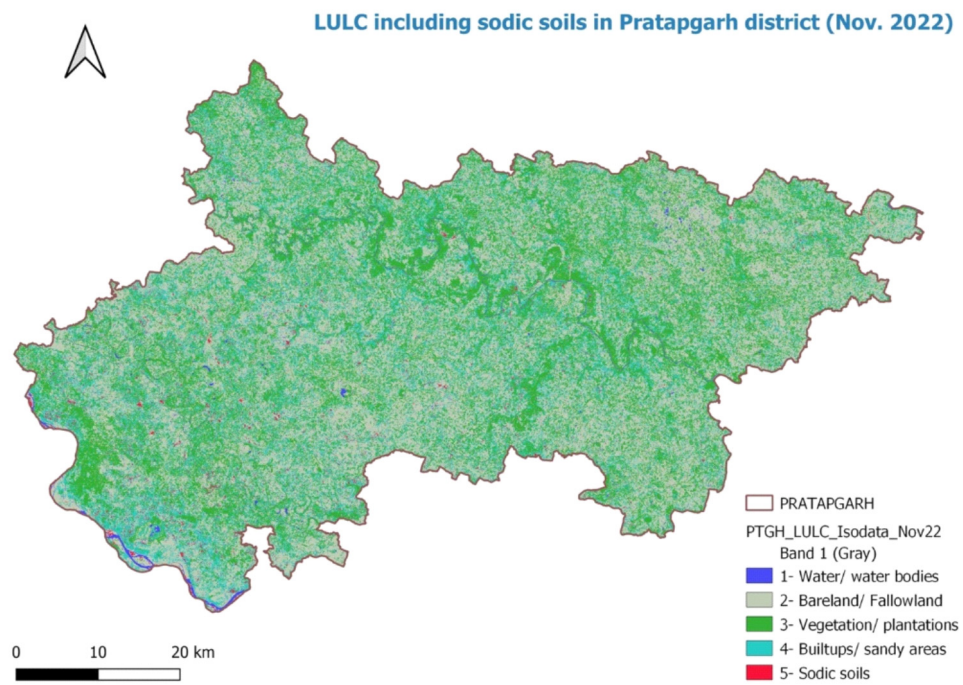 LULC including sodic soils in Pratapgarh district (Nov. 2022)
PRATAPGARH
PTGH_LULC_Isodata_Nov22
Band 1 (Gray)
1- Water/ water bodies
2- Bareland/ Fallowland
3- Vegetation/ plantations
4- Builtups/ sandy areas
5- Sodic soils
0 10 20 km